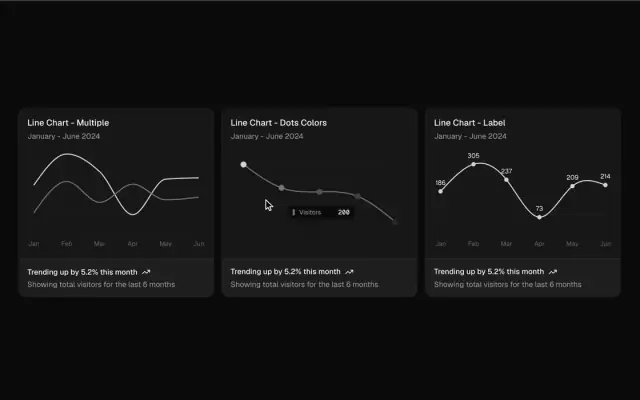 Line Chart - Multiple
January - June 2024
Jan Feb Mar Apr May Jun
Trending up by 5.2% this month
Showing total visitors for the last 6 months
Line Chart - Dots Colors
January - June 2024
Visitors 200
Trending up by 5.2% this month
Showing total visitors for the last 6 months
Line Chart - Label
January - June 2024
186 305 237 73 209 214
Jan Feb Mar Apr May Jun
Trending up by 5.2% this month
Showing total visitors for the last 6 months